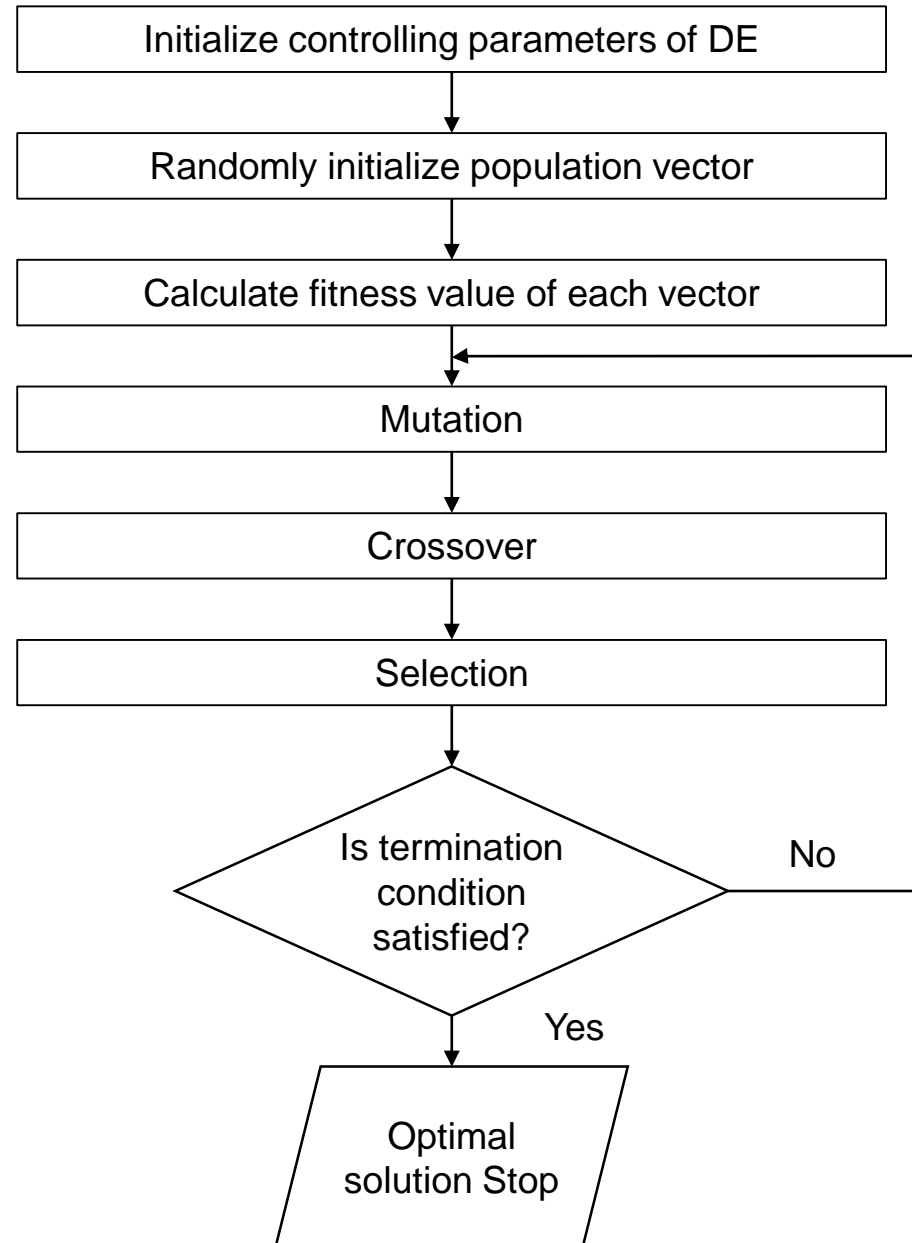 Initialize controlling parameters of DE
Randomly initialize population vector
Calculate fitness value of each vector
Mutation
Crossover
Selection
Is termination
condition
satisfied?
No
Yes
Optimal
solution Stop